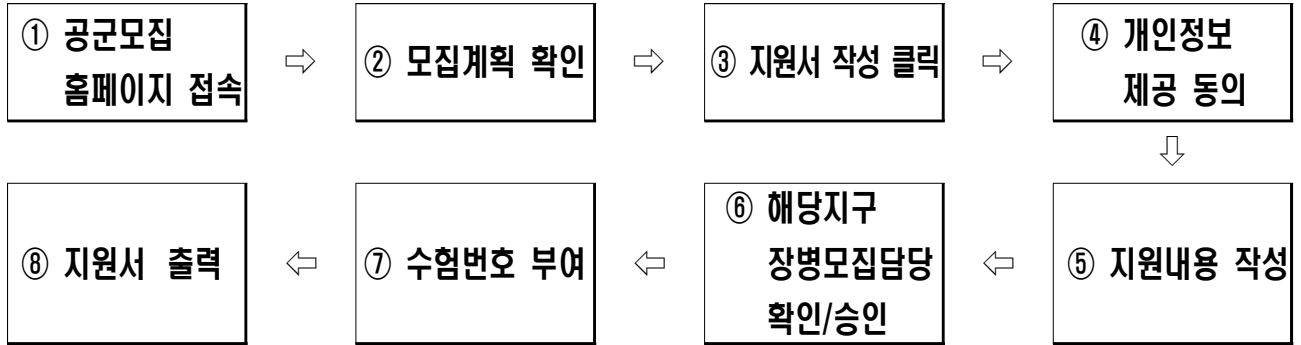 ① 공군모집
홈페이지 접속
⇨
② 모집계획 확인
⇨
③ 지원서 작성 클릭
⇨
④ 개인정보
제공 동의
⇩
⑤ 지원내용 작성
⇦
⑥ 해당지구
장병모집담당
확인/승인
⇦
⑦ 수험번호 부여
⇦
⑧ 지원서 출력